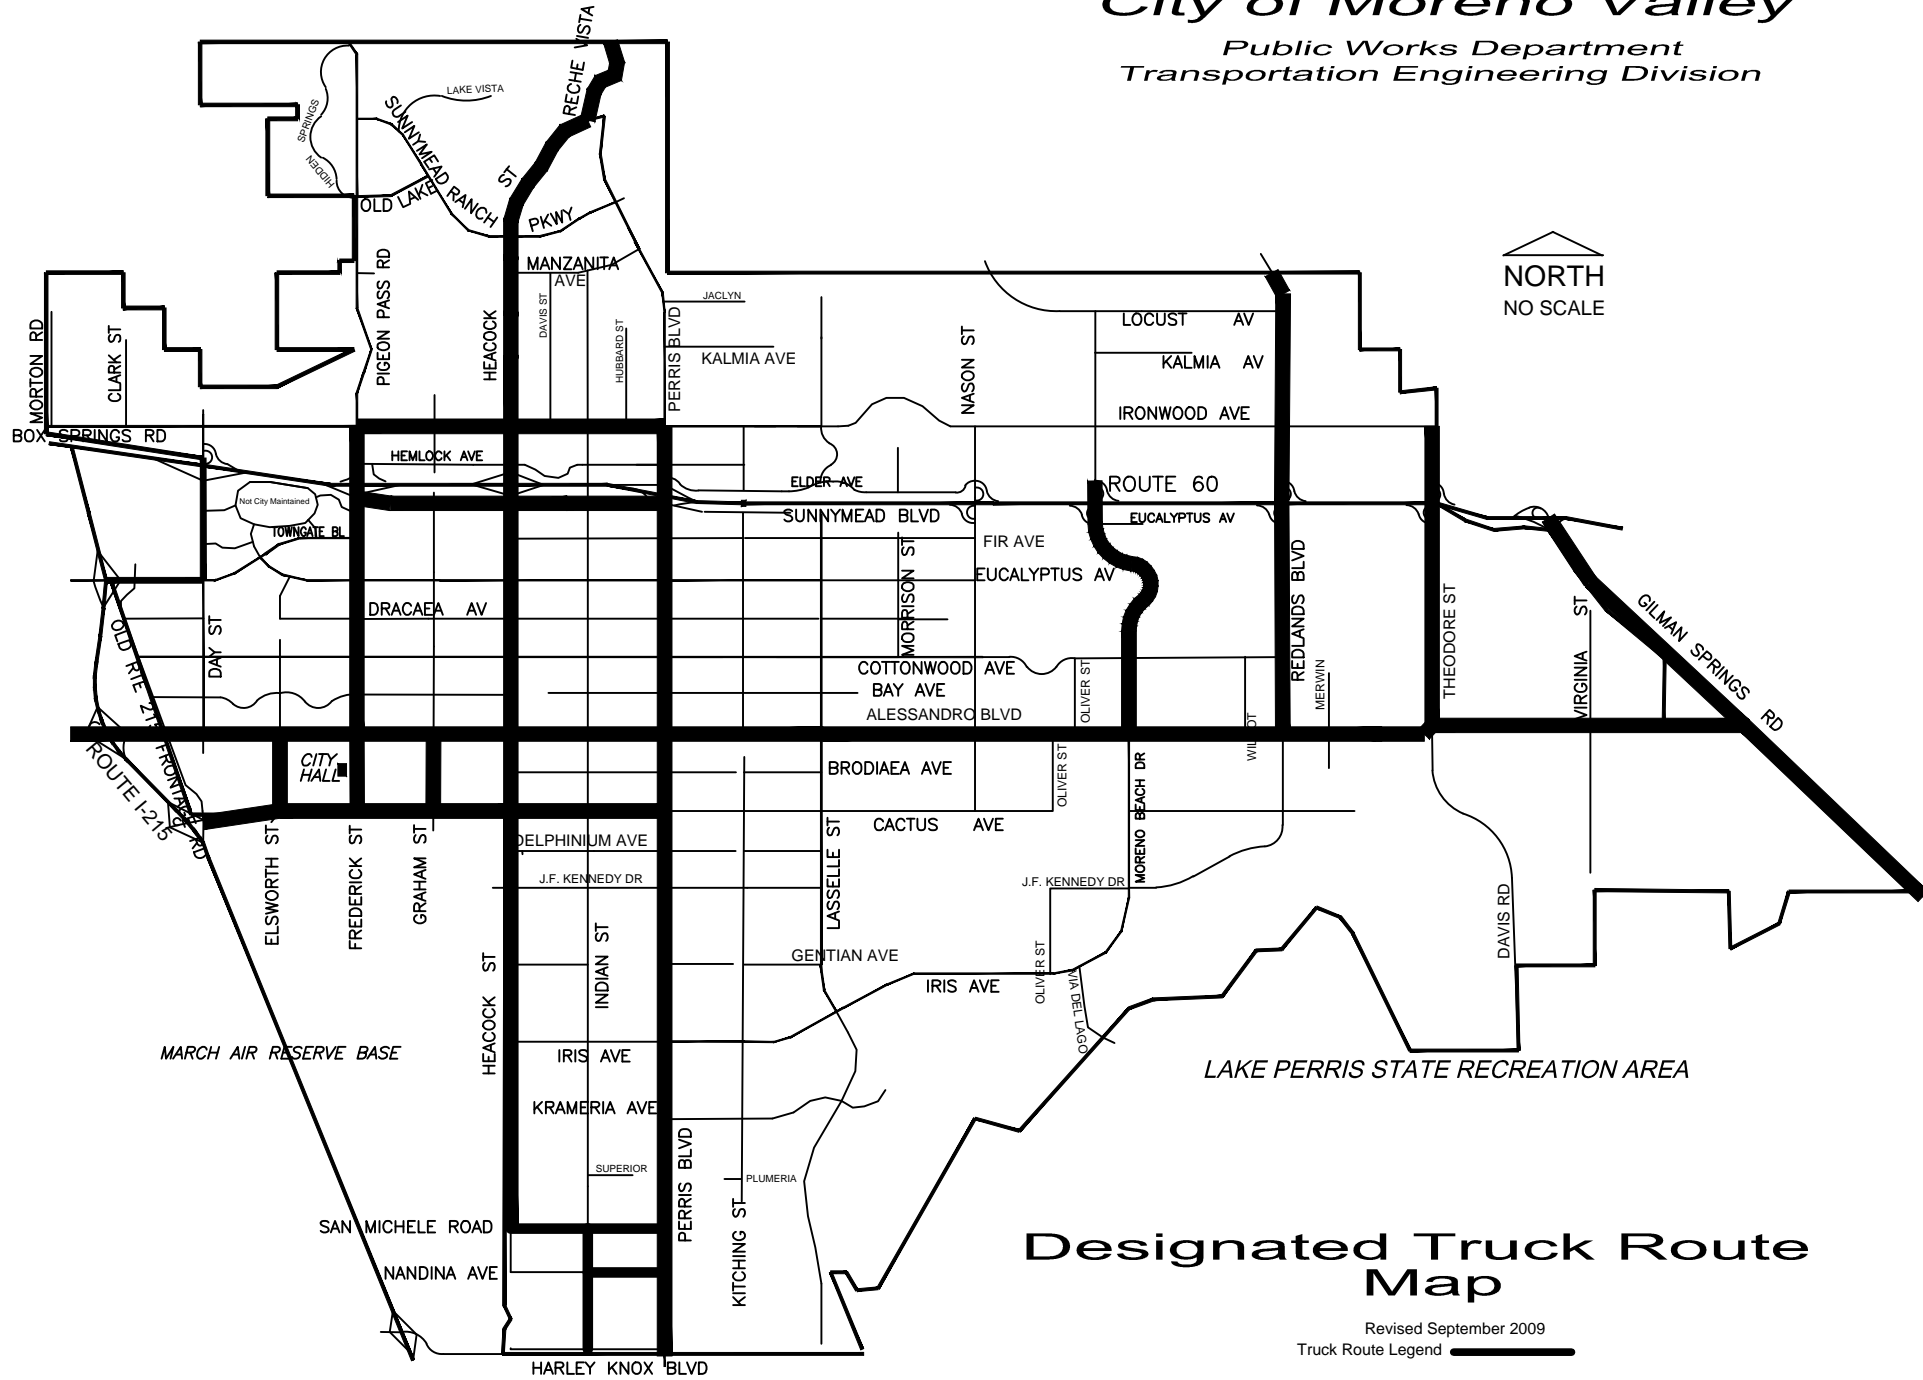 City of Moreno Valley
Public Works Department
Transportation Engineering Division
RECHE VISTA
LAKE VISTA
SUNNYMEAD RANCH PKWY
HIDDEN SPRINGS
OLD LAKE
ST
NORTH
NO SCALE
MANZANITA
AVE
PIGEON PASS RD
HEACOCK
DAVIS ST
HUBBARD ST
PERRIS BLVD
JACLYN
KALMIA AVE
NASON ST
LOCUST AV
KALMIA AV
IRONWOOD AVE
MORTON RD
CLARK ST
BOX SPRINGS RD
HEMLOCK AVE
Not City Maintained
TOWNGATE BL
ELDER AVE
SUNNYMEAD BLVD
ROUTE 60
EUCALYPTUS AV
FIR AVE
EUCALYPTUS AV
MORRISON ST
DRACAEA AV
DAY ST
OLD RTE 215 FRONTAGE RD
COTTONWOOD AVE
BAY AVE
ALESSANDRO BLVD
OLIVER ST
REDLANDS BLVD
MERWIN
THEODORE ST
VIRGINIA ST
GILMAN SPRINGS RD
ROUTE I-215
CITY
HALL
BRODIAEA AVE
OLIVER ST
MORENO BEACH DR
CACTUS AVE
ELSWORTH ST
FREDERICK ST
GRAHAM ST
DELPHINIUM AVE
J.F. KENNEDY DR
LASSELLE ST
J.F. KENNEDY DR
DAVIS RD
HEACOCK ST
INDIAN ST
GENTIAN AVE
IRIS AVE
OLIVER ST
VIA DEL LAGO
MARCH AIR RESERVE BASE
IRIS AVE
LAKE PERRIS STATE RECREATION AREA
KRAMERIA AVE
PERRIS BLVD
SUPERIOR
PLUMERIA
KITCHING ST
SAN MICHELE ROAD
NANDINA AVE
HARLEY KNOX BLVD
Designated Truck Route
Map
Revised September 2009
Truck Route Legend